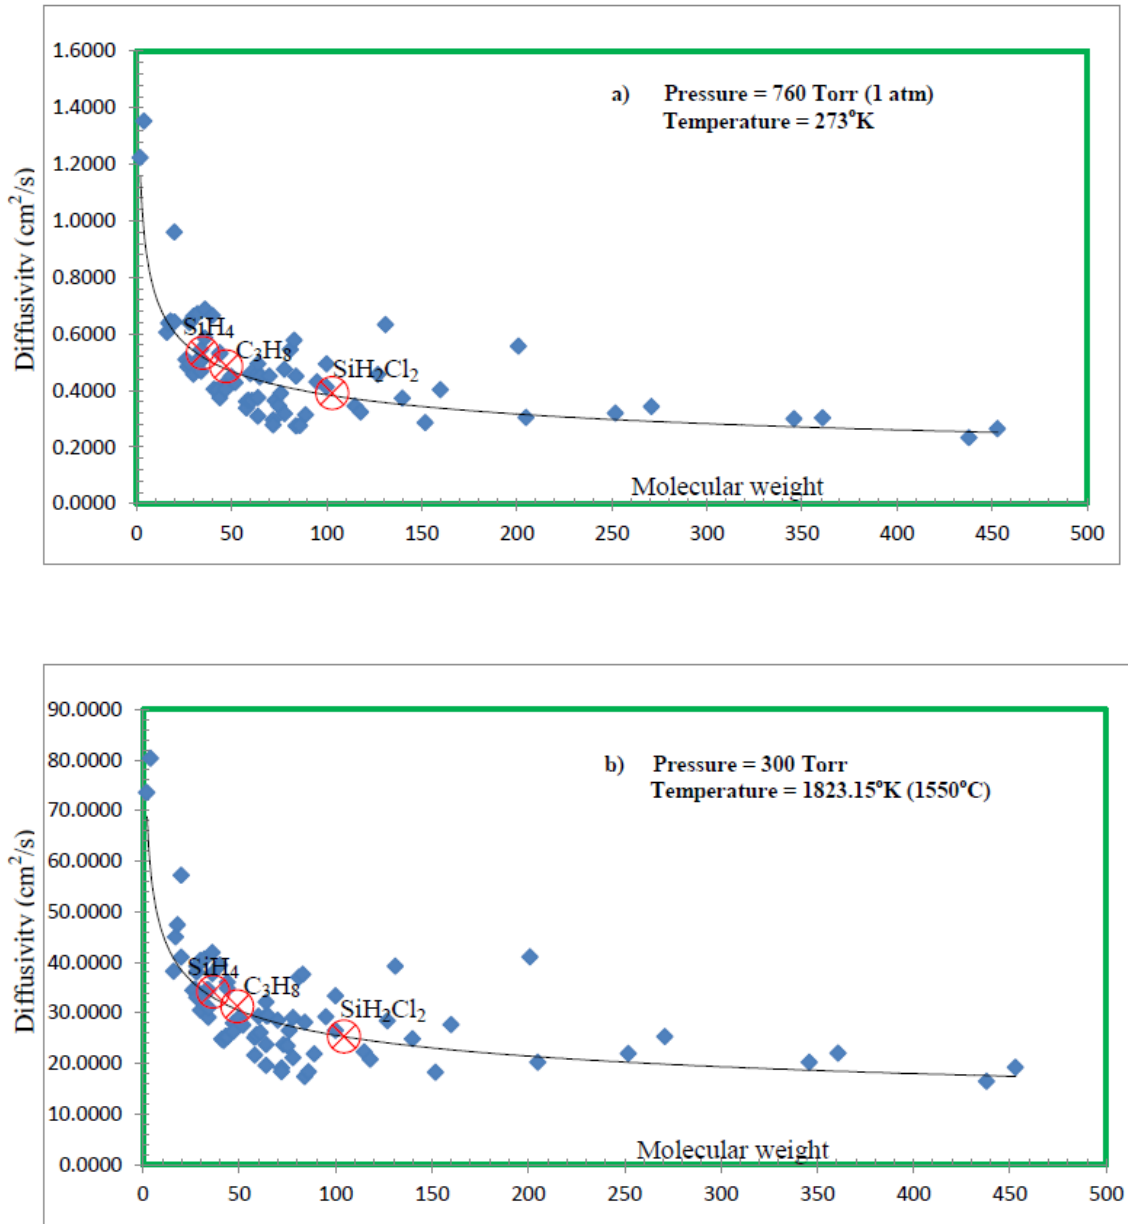 1.6000
1.4000
1.2000
1.0000
0.8000
0.6000
0.4000
0.2000
0.0000
Diffusivity (cm²/s)
a) Pressure = 760 Torr (1 atm)
Temperature = 273°K
SiH₄
C₃H₈
SiH₂Cl₂
Molecular weight
0 50 100 150 200 250 300 350 400 450 500
90.0000
80.0000
70.0000
60.0000
50.0000
40.0000
30.0000
20.0000
10.0000
0.0000
Diffusivity (cm²/s)
b) Pressure = 300 Torr
Temperature = 1823.15°K (1550°C)
SiH₄
C₃H₈
SiH₂Cl₂
Molecular weight
0 50 100 150 200 250 300 350 400 450 500